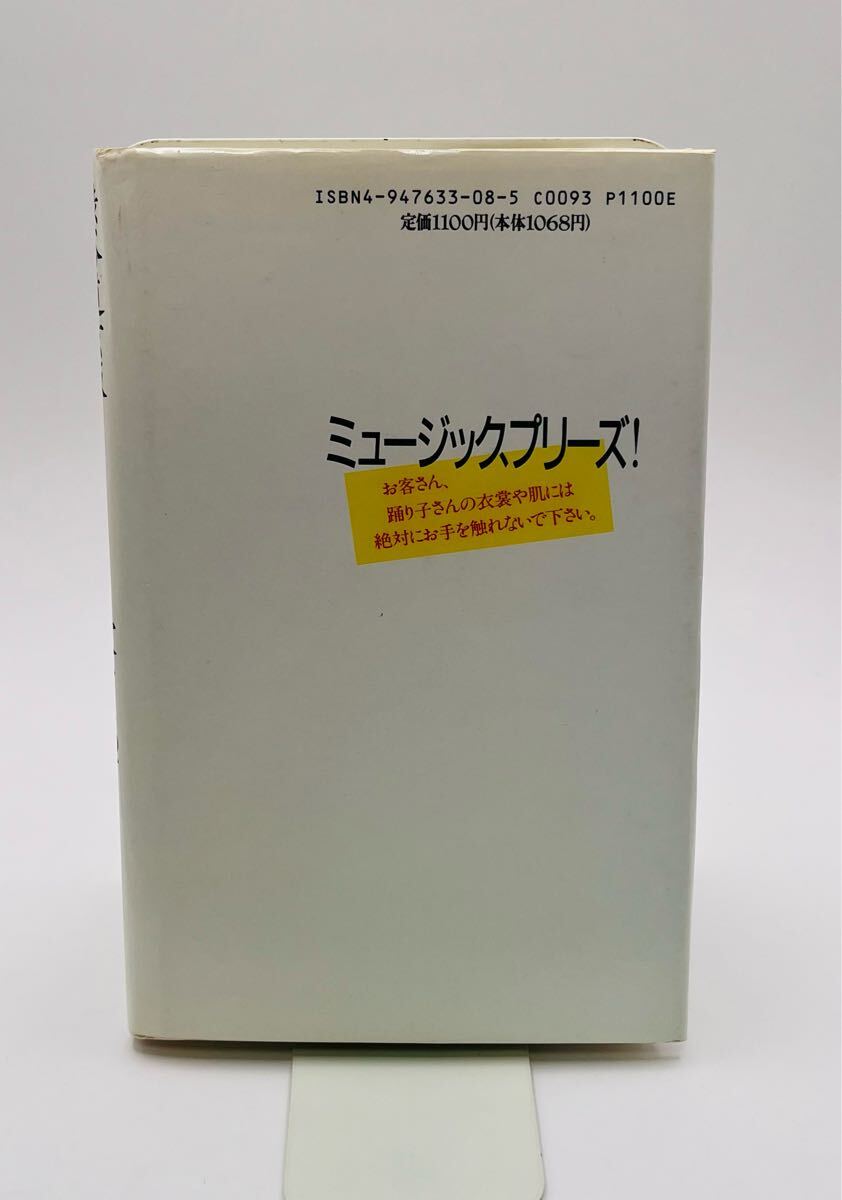 ISBN4-947633-08-5 C0093 P1100E
定価1100円(本体1068円)
ミュージック、プリーズ!
お客さん、
踊り子さんの衣裳や肌には
絶対にお手を触れないで下さい。